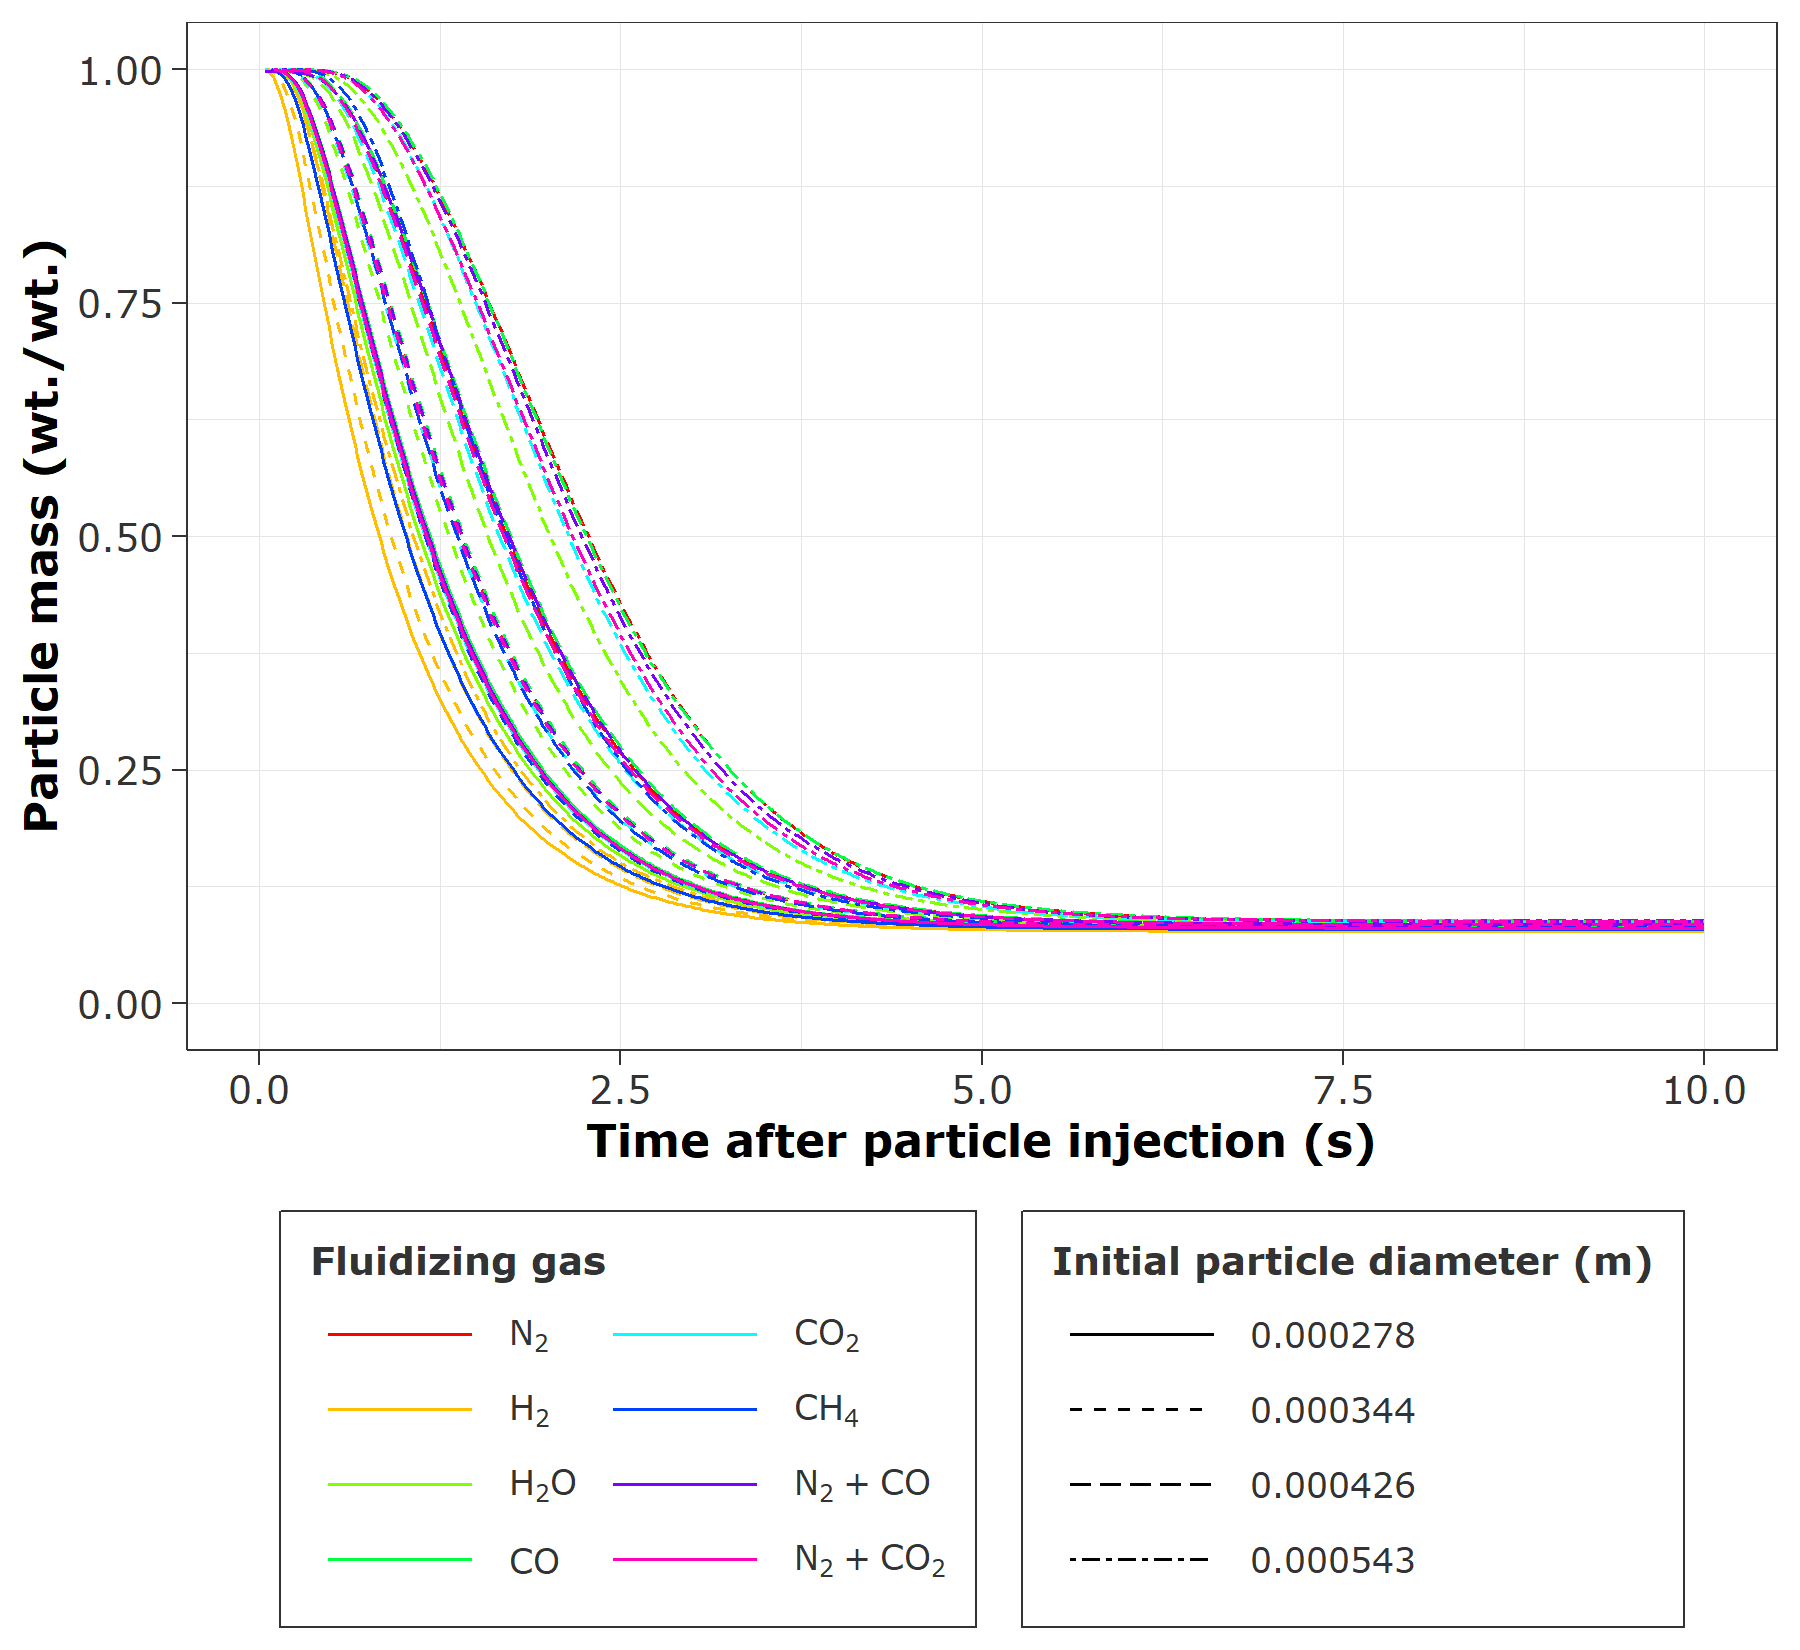 1.00
0.75
0.50
0.25
0.00
Particle mass (wt./wt.)
0.0 2.5 5.0 7.5 10.0
Time after particle injection (s)
Fluidizing gas
N₂ CO₂
H₂ CH₄
H₂O N₂ + CO
CO N₂ + CO₂
Initial particle diameter (m)
0.000278
0.000344
0.000426
0.000543